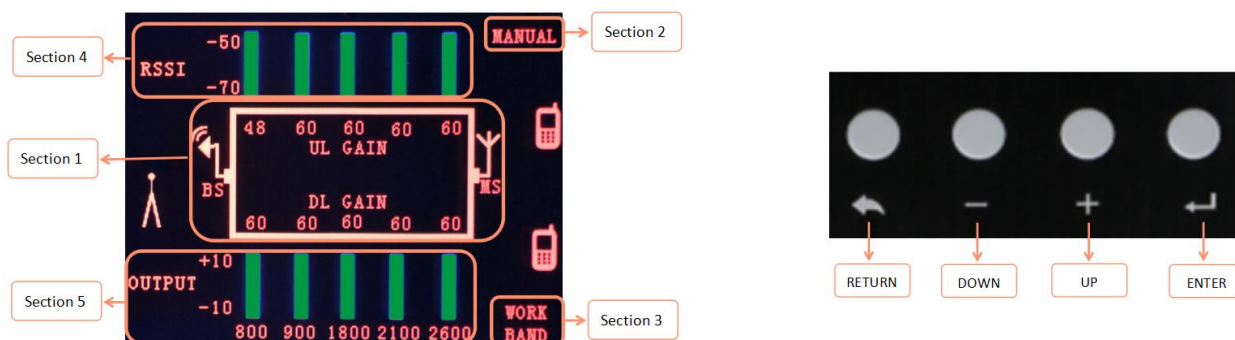 Section 4
-50
RSSI
-70
MANUAL
Section 2
Section 1
48 60 60 60 60
UL GAIN
BS
MS
DL GAIN
60 60 60 60 60
Section 5
+10
OUTPUT
-10
800 900 1800 2100 2600
WORK
BAND
Section 3
RETURN
DOWN
UP
ENTER